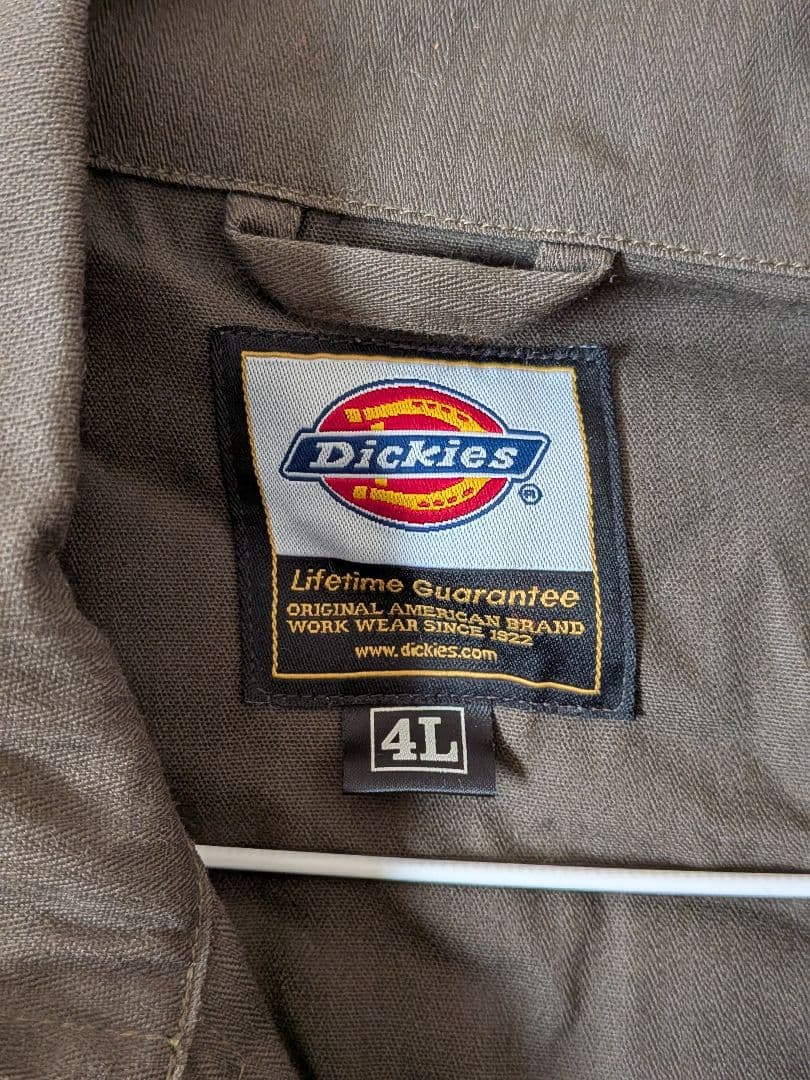 Dickies
®
Lifetime Guarantee
ORIGINAL AMERICAN BRAND
WORK WEAR SINCE 1922
www.dickies.com
4L